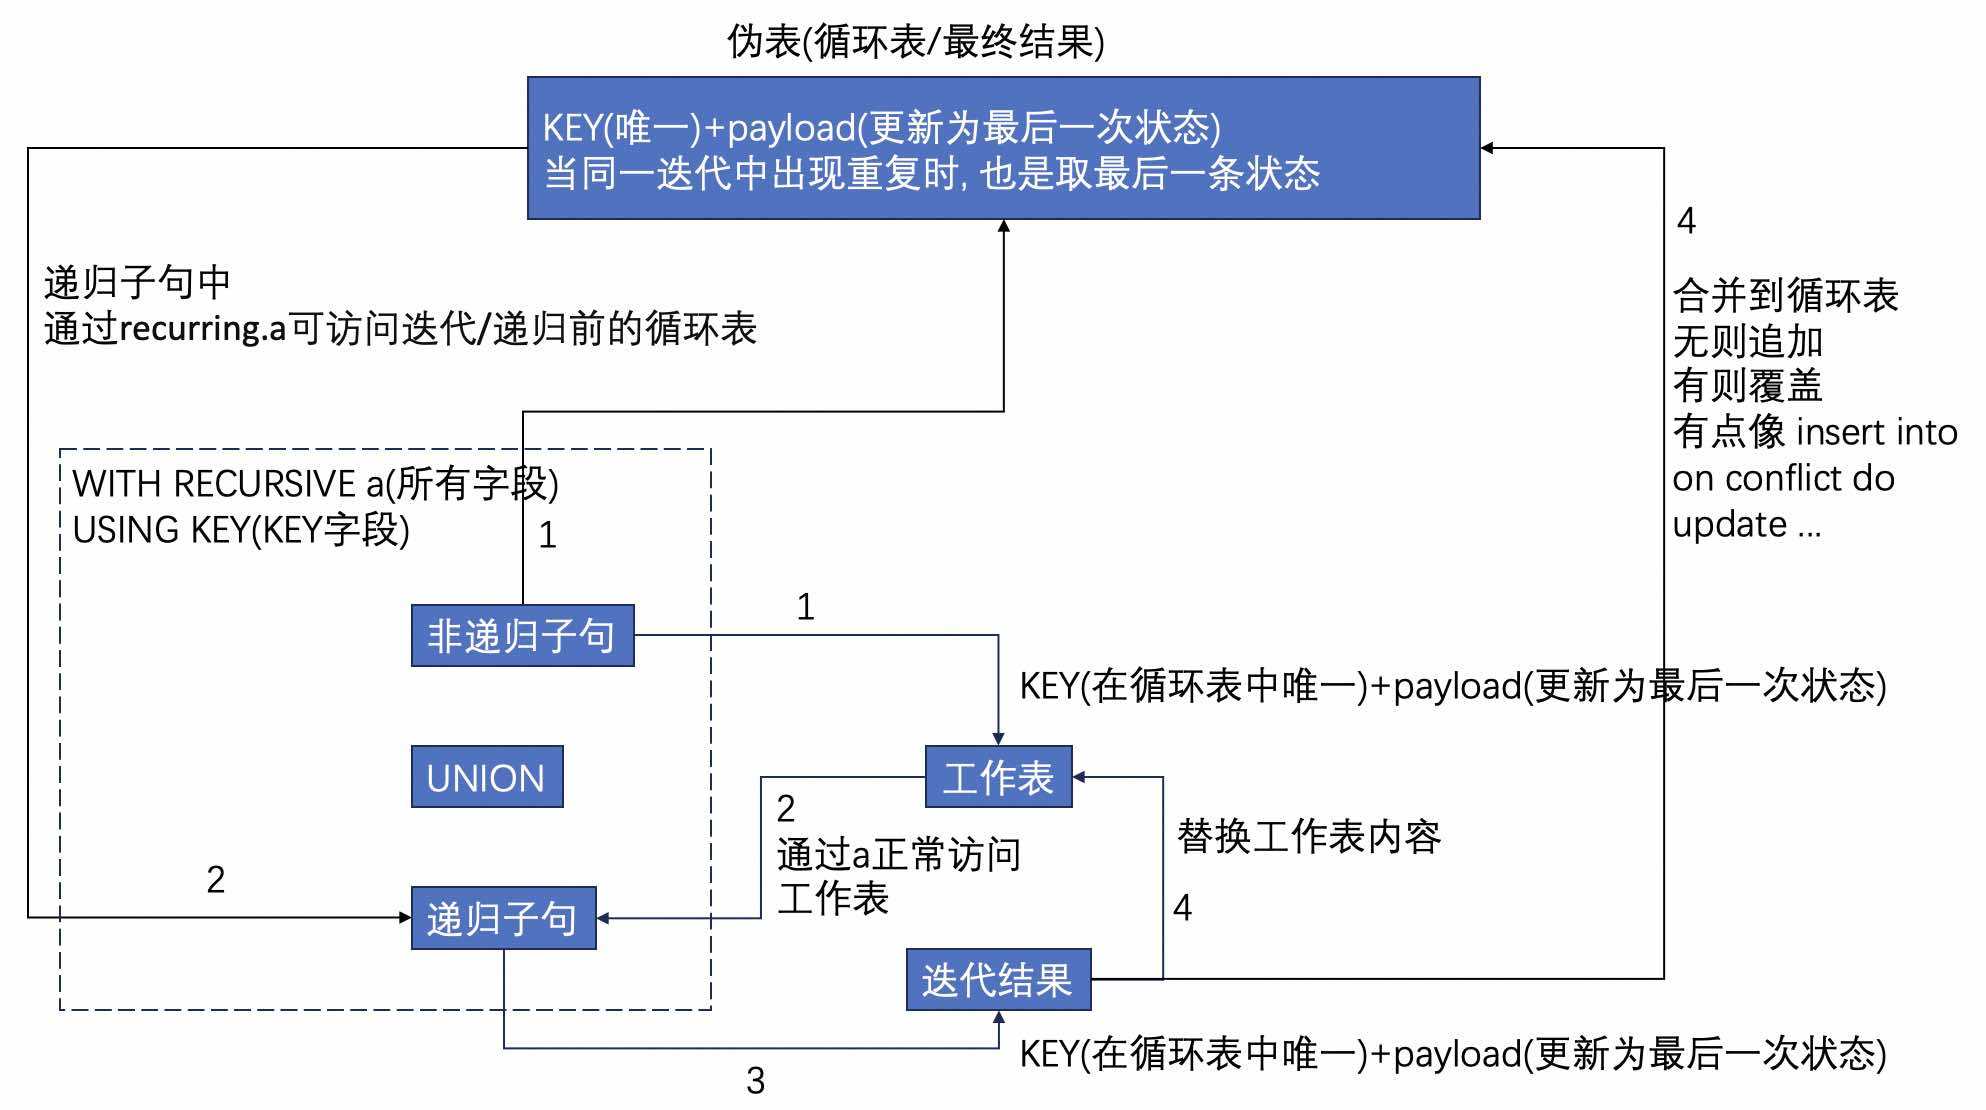 伪表(循环表/最终结果)
KEY(唯一)+payload(更新为最后一次状态)
当同一迭代中出现重复时, 也是取最后一条状态
4
递归子句中
通过recurring.a可访问迭代/递归前的循环表
合并到循环表
无则追加
有则覆盖
有点像 insert into
on conflict do
update ...
WITH RECURSIVE a(所有字段)
USING KEY(KEY字段)
1
1
非递归子句
KEY(在循环表中唯一)+payload(更新为最后一次状态)
UNION
工作表
2
通过a正常访问
工作表
替换工作表内容
2
4
递归子句
迭代结果
KEY(在循环表中唯一)+payload(更新为最后一次状态)
3